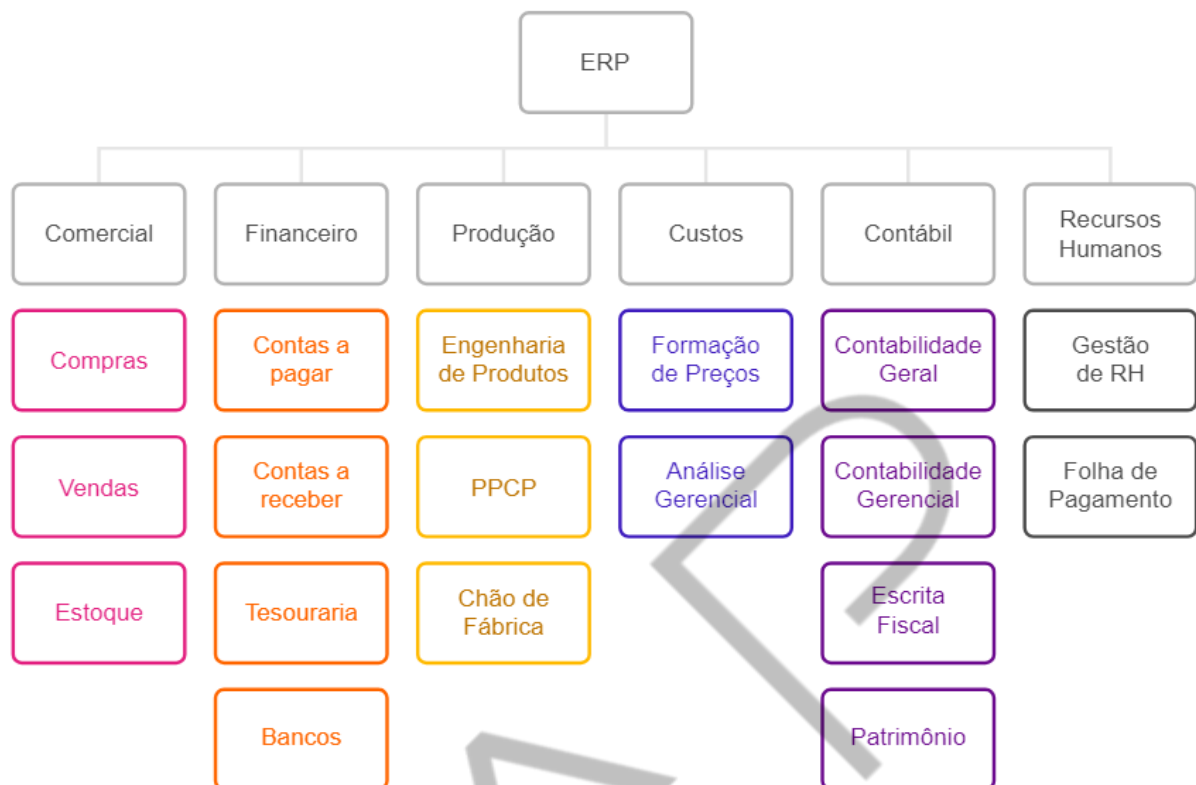 ERP
Comercial
Financeiro
Produção
Custos
Contábil
Recursos
Humanos
Compras
Contas a
pagar
Engenharia
de Produtos
Formação
de Preços
Contabilidade
Geral
Gestão
de RH
Vendas
Contas a
receber
PPCP
Análise
Gerencial
Contabilidade
Gerencial
Folha de
Pagamento
Estoque
Tesouraria
Chão de
Fábrica
Escrita
Fiscal
Bancos
Patrimônio